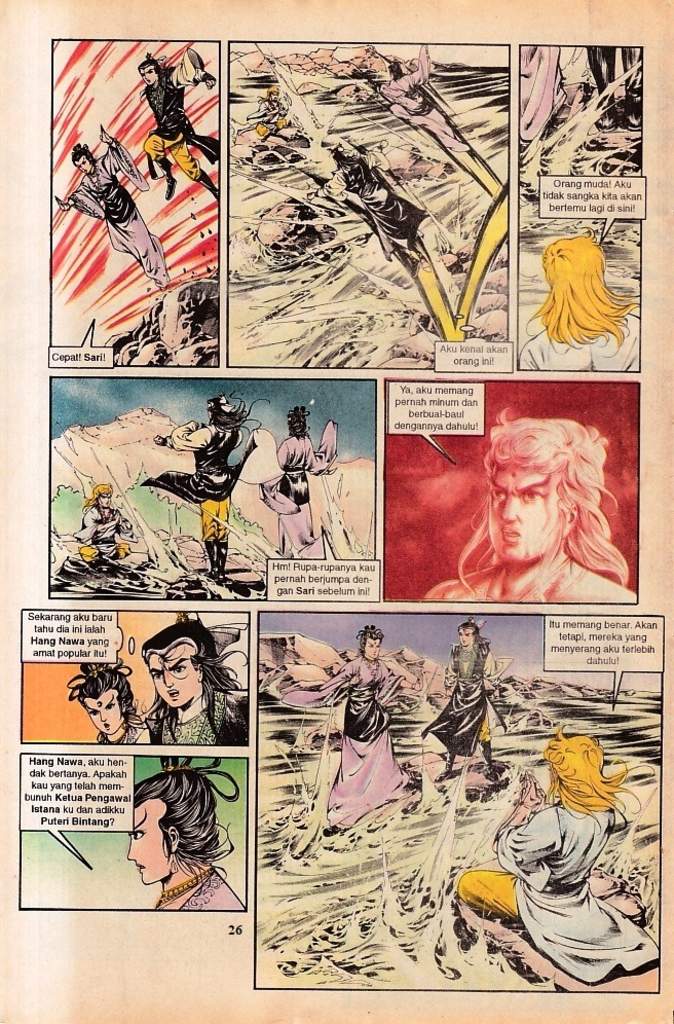 Cepat! Sari!
Aku kenal akan
orang ini!
Orang muda! Aku
tidak sangka kita akan
bertemu lagi di sini!
Hm! Rupa-rupanya kau
pernah berjumpa den-
gan Sari sebelum ini!
Ya, aku memang
pernah minum dan
berbual-baul
dengannya dahulu!
Sekarang aku baru
tahu dia ini ialah
Hang Nawa yang
amat popular itu!
Hang Nawa, aku hen-
dak bertanya. Apakah
kau yang telah mem-
bunuh Ketua Pengawal
Istana ku dan adikku
Puteri Bintang?
Itu memang benar. Akan
tetapi, mereka yang
menyerang aku terlebih
dahulu!
26